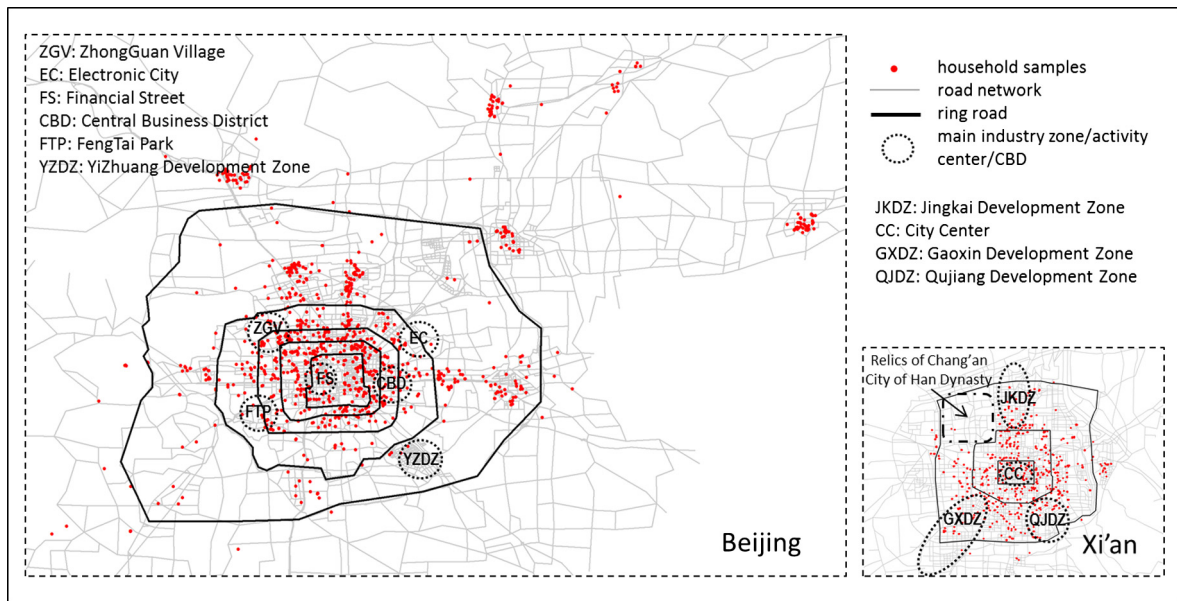 ZGV: ZhongGuan Village
EC: Electronic City
FS: Financial Street
CBD: Central Business District
FTP: FengTai Park
YZDZ: YiZhuang Development Zone
ZGV
EC
FS
CBD
FTP
YZDZ
Beijing
household samples
road network
ring road
main industry zone/activity
center/CBD
JKDZ: Jingkai Development Zone
CC: City Center
GXDZ: Gaoxin Development Zone
QJDZ: Qujiang Development Zone
Relics of Chang'an
City of Han Dynasty
JKDZ
CC
GXDZ
QJDZ
Xi'an